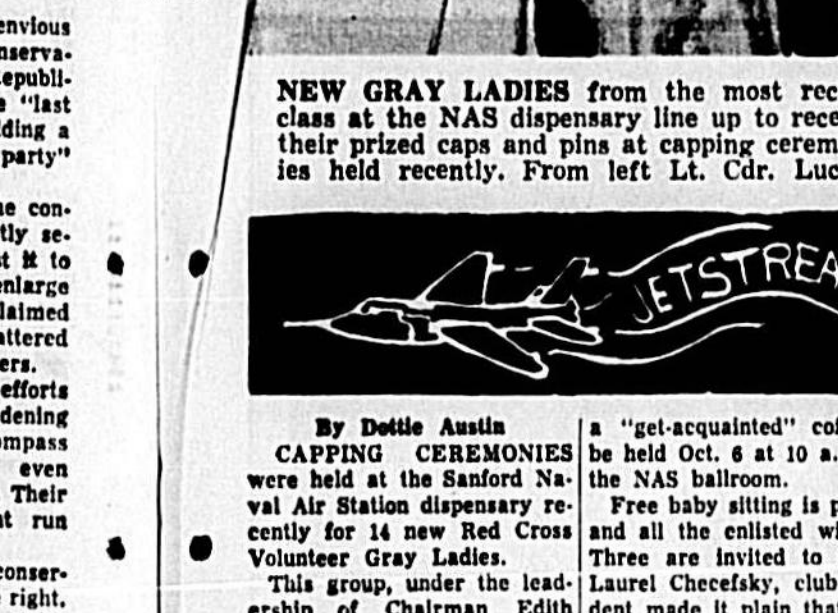 envious
nserva-
Republi-
"last
ding a
party"
con-
tly se-
it to
enlarge
laimed
attered
ers.
efforts
dening
ompass
even
Their
run
conser-
right.
NEW GRAY LADIES from the most rec
class at the NAS dispensary line up to rece
their prized caps and pins at capping cerem
ies held recently. From left Lt. Cdr. Luc
JETSTREA
By Dottie Austin
CAPPING CEREMONIES
were held at the Sanford Na-
val Air Station dispensary re-
cently for 14 new Red Cross
Volunteer Gray Ladies.
This group, under the lead-
ership of Chairman Edith
a "get-acquainted" cof
be held Oct. 6 at 10 a.
the NAS ballroom.
Free baby sitting is p
and all the enlisted wi
Three are invited to
Laurel Checefsky, club
dent made it plain tha